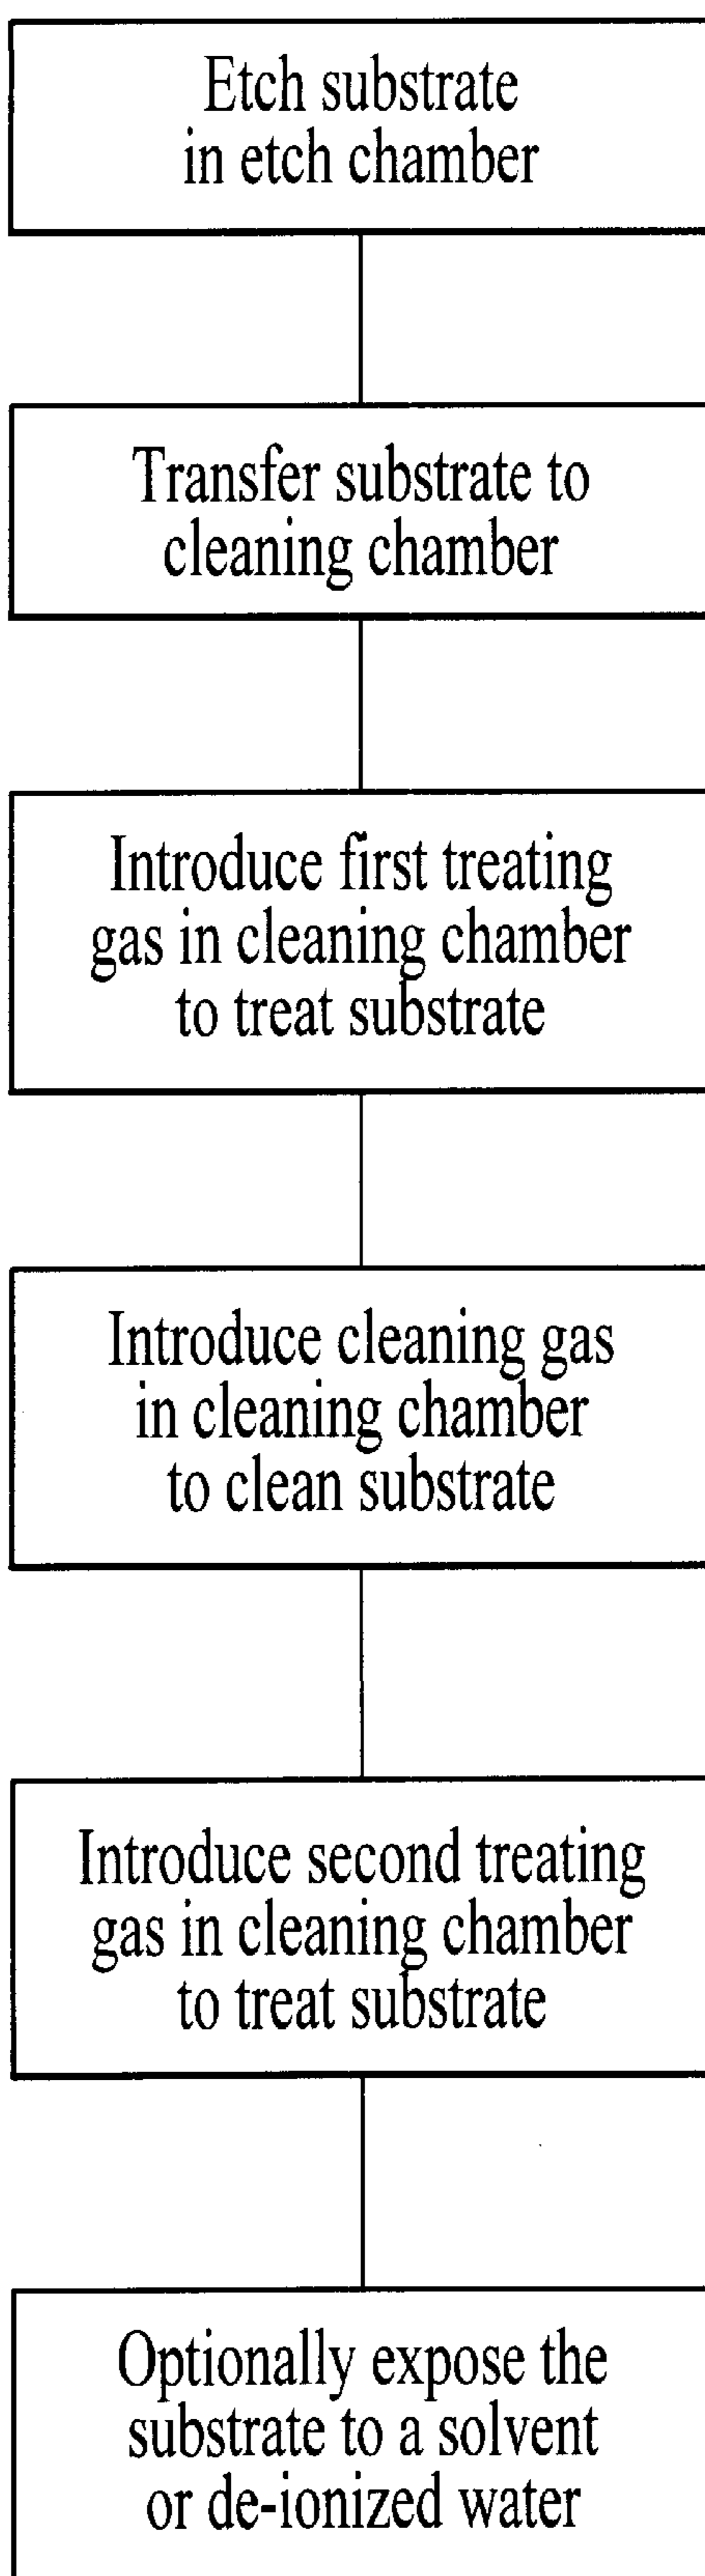 Etch substrate
in etch chamber
Transfer substrate to
cleaning chamber
Introduce first treating
gas in cleaning chamber
to treat substrate
Introduce cleaning gas
in cleaning chamber
to clean substrate
Introduce second treating
gas in cleaning chamber
to treat substrate
Optionally expose the
substrate to a solvent
or de-ionized water